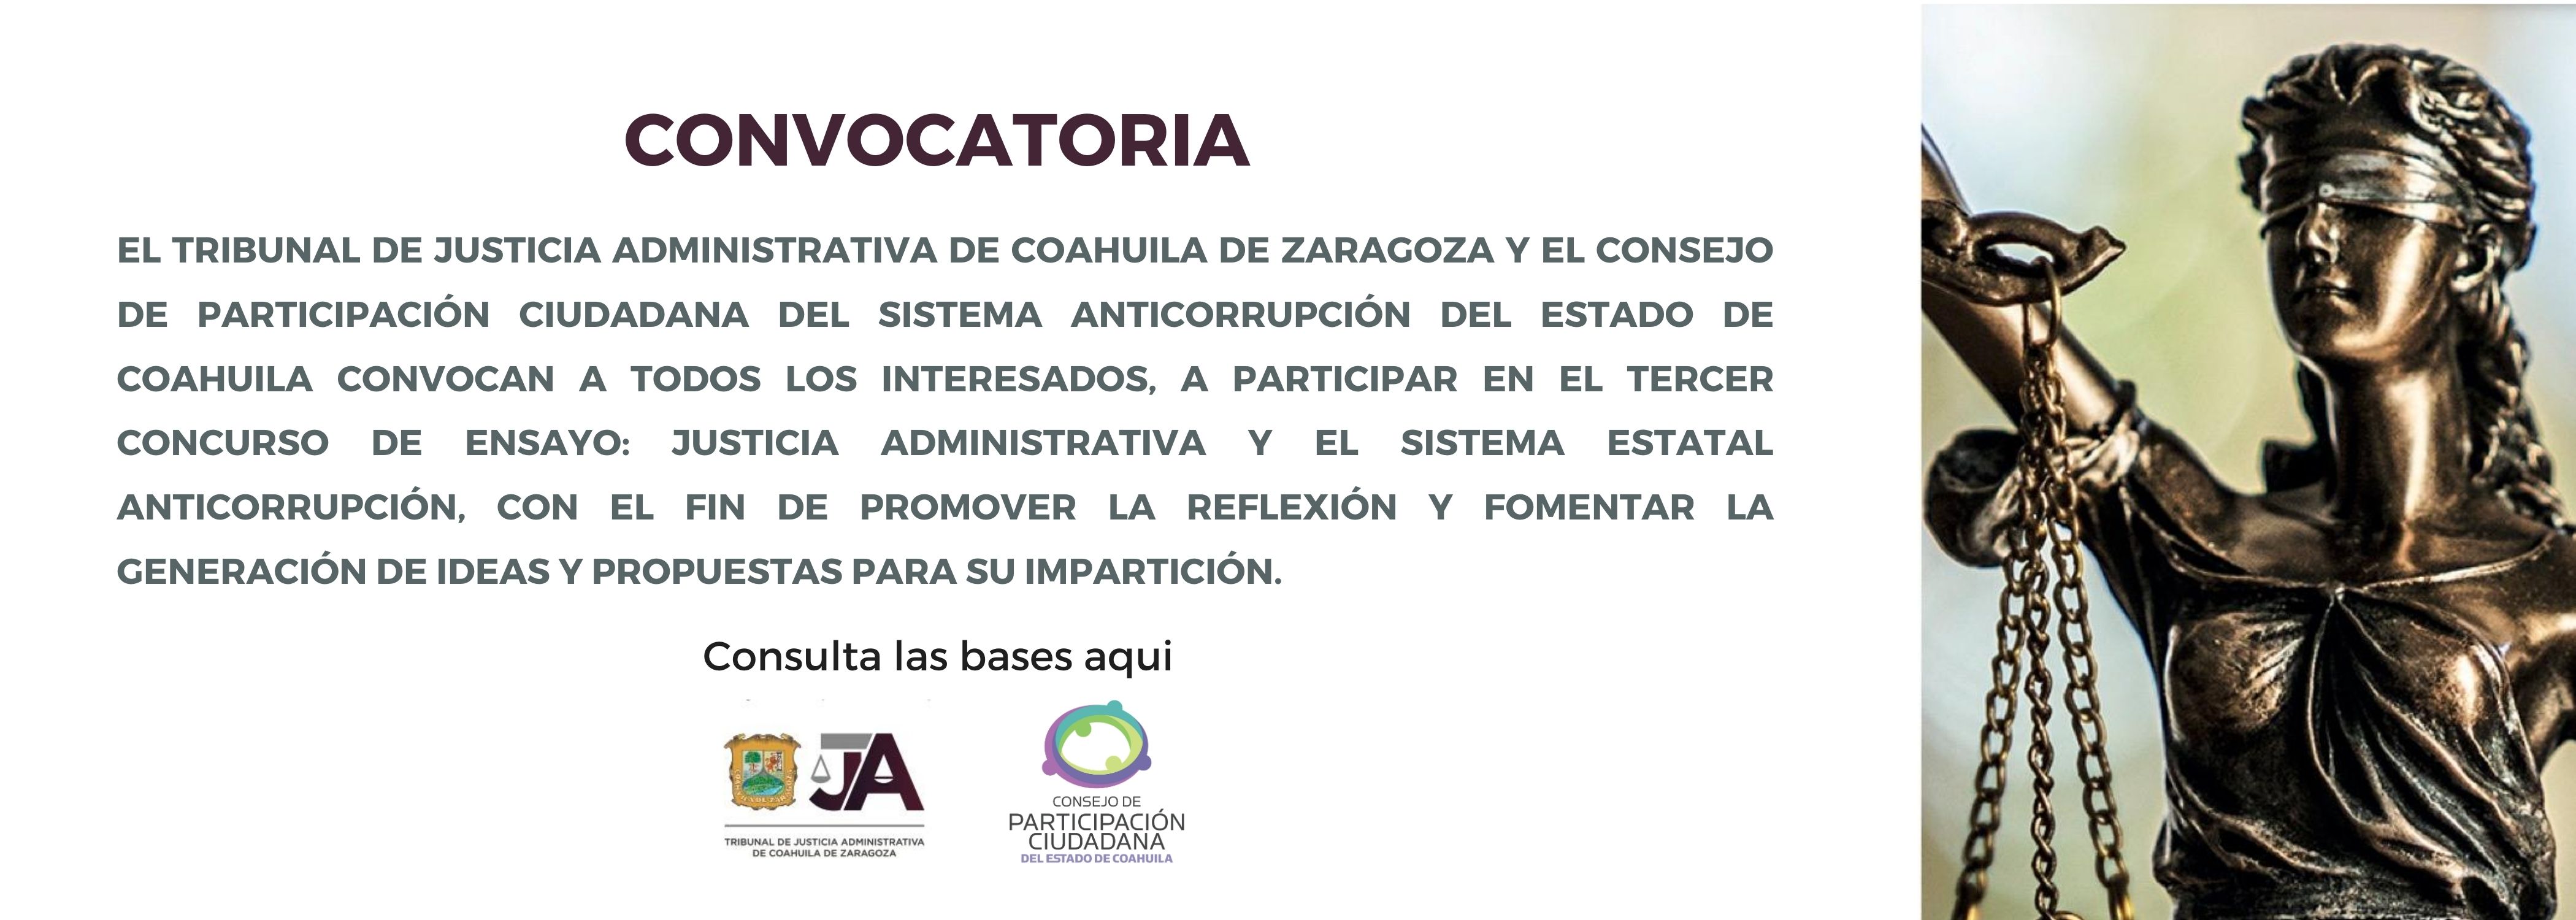 CONVOCATORIA
EL TRIBUNAL DE JUSTICIA ADMINISTRATIVA DE COAHUILA DE ZARAGOZA Y EL CONSEJO
DE PARTICIPACIÓN CIUDADANA DEL SISTEMA ANTICORRUPCIÓN DEL ESTADO DE
COAHUILA CONVOCAN A TODOS LOS INTERESADOS, A PARTICIPAR EN EL TERCER
CONCURSO DE ENSAYO: JUSTICIA ADMINISTRATIVA Y EL SISTEMA ESTATAL
ANTICORRUPCIÓN, CON EL FIN DE PROMOVER LA REFLEXIÓN Y FOMENTAR LA
GENERACIÓN DE IDEAS Y PROPUESTAS PARA SU IMPARTICIÓN.
Consulta las bases aqui
JA
TRIBUNAL DE JUSTICIA ADMINISTRATIVA
DE COAHUILA DE ZARAGOZA
CONSEJO DE
PARTICIPACIÓN
CIUDADANA
DEL ESTADO DE COAHUILA